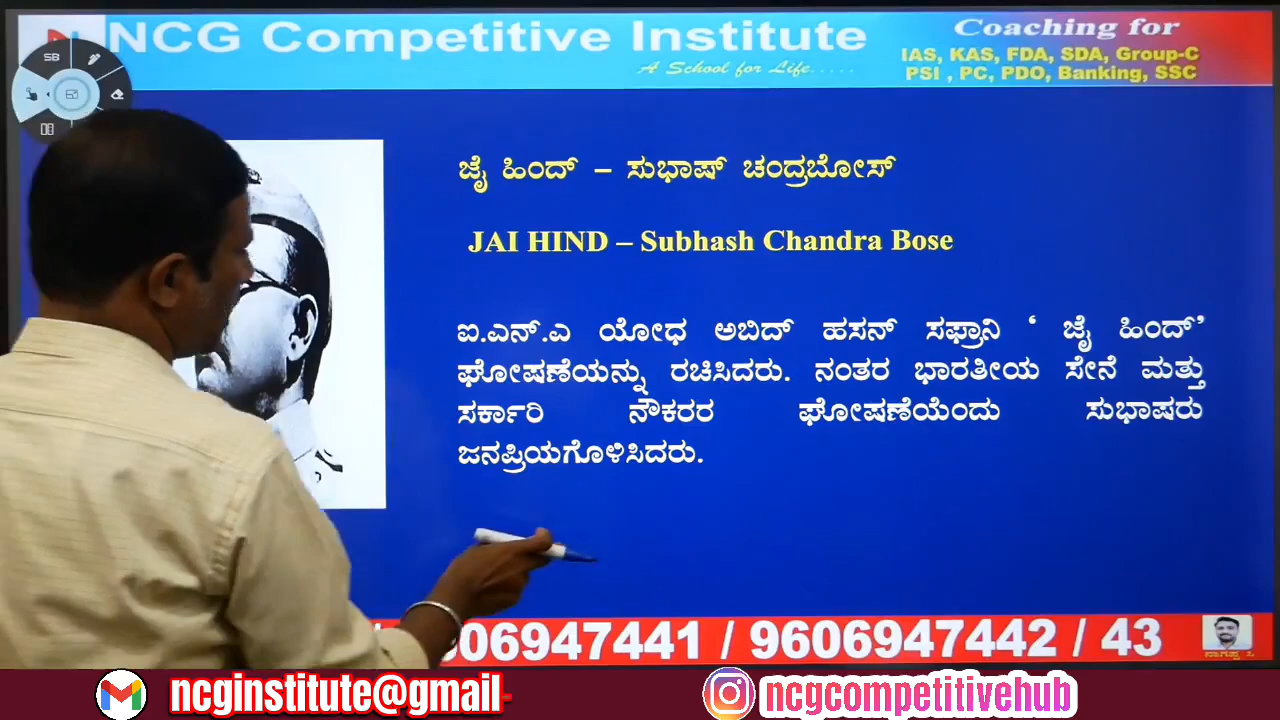 NCG Competitive Institute
A School for Life.....
Coaching for
IAS, KAS, FDA, SDA, Group-C
PSI , PC, PDO, Banking, SSC
SB
ಜೈ ಹಿಂದ್ – ಸುಭಾಷ್ ಚಂದ್ರಬೋಸ್
JAI HIND – Subhash Chandra Bose
ಐ.ಎನ್.ಎ ಯೋಧ ಅಬಿದ್ ಹಸನ್ ಸಫ್ರಾನಿ ‘ ಜೈ ಹಿಂದ್’
ಘೋಷಣೆಯನ್ನು ರಚಿಸಿದರು. ನಂತರ ಭಾರತೀಯ ಸೇನೆ ಮತ್ತು
ಸರ್ಕಾರಿ ನೌಕರರ ಘೋಷಣೆಯೆಂದು ಸುಭಾಷರು
ಜನಪ್ರಿಯಗೊಳಿಸಿದರು.
06947441 / 9606947442 / 43
ncginstitute@gmail
ncgcompetitivehub